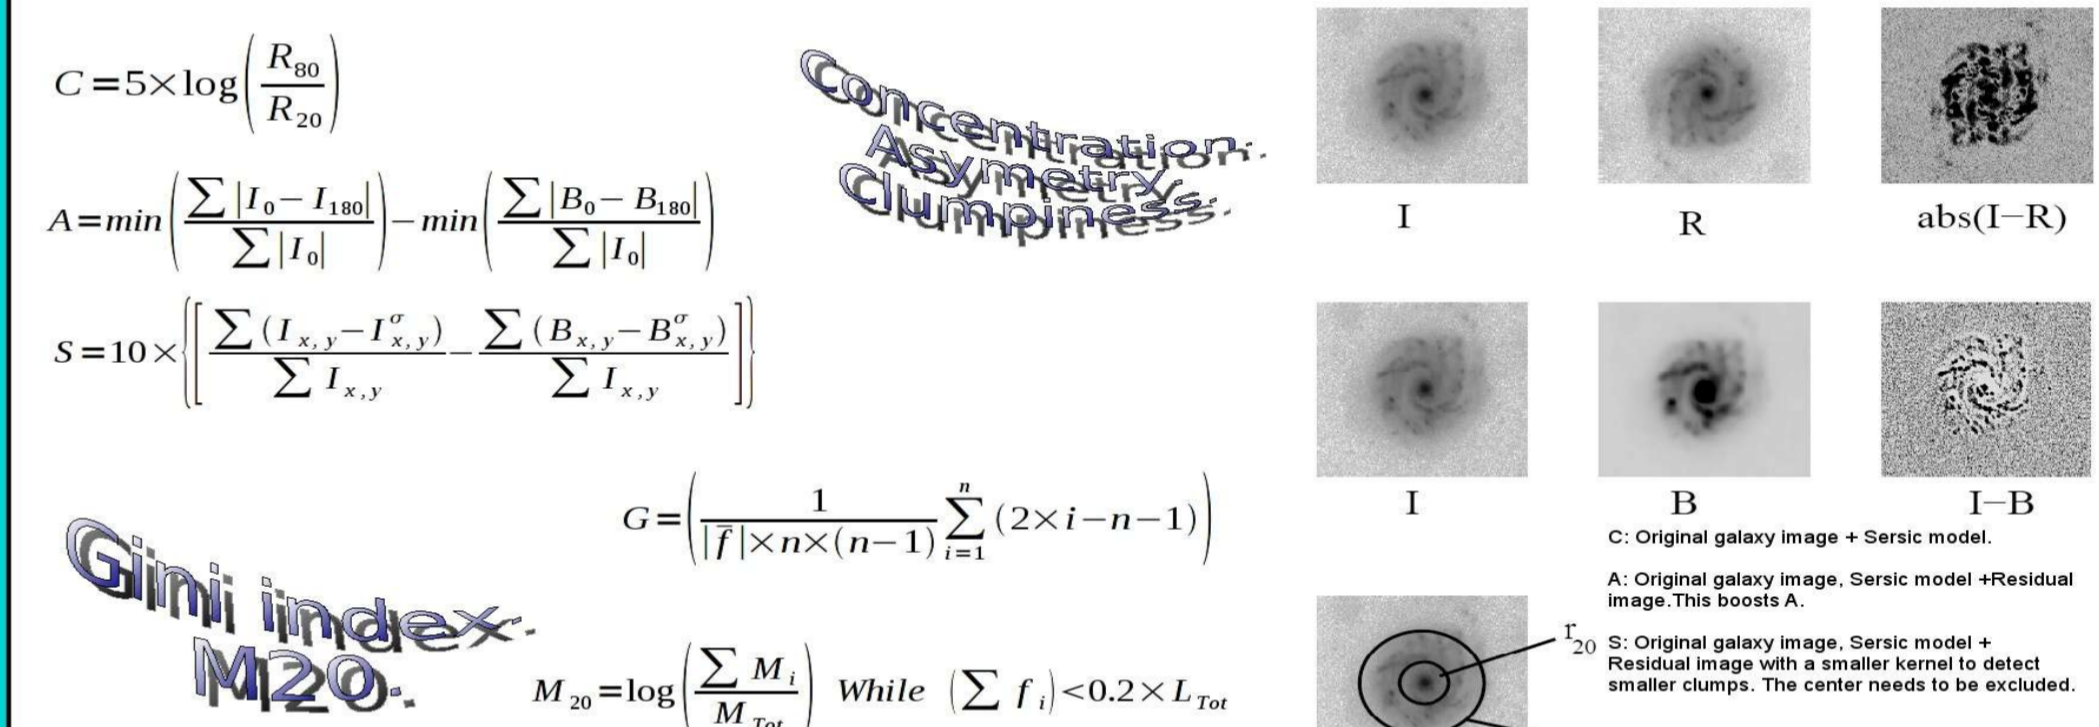 C=5×log(R80/R20)
Concentration.
Asymetry.
Clumpiness.
A=min(∑|I0−I180|/∑|I0|)−min(∑|B0−B180|/∑|I0|)
S=10×{[∑(Ix,y−I^σx,y)/∑Ix,y−∑(Bx,y−B^σx,y)/∑Ix,y]}
I
R
abs(I−R)
I
B
I−B
G=(1/(|f̄|×n×(n−1)) ∑_{i=1}^{n}(2×i−n−1))
Gini index.
M20.
M20=log(∑Mi/MTot) While (∑fi)<0.2×LTot
C: Original galaxy image + Sersic model.
A: Original galaxy image, Sersic model +Residual
image.This boosts A.
r20
S: Original galaxy image, Sersic model +
Residual image with a smaller kernel to detect
smaller clumps. The center needs to be excluded.